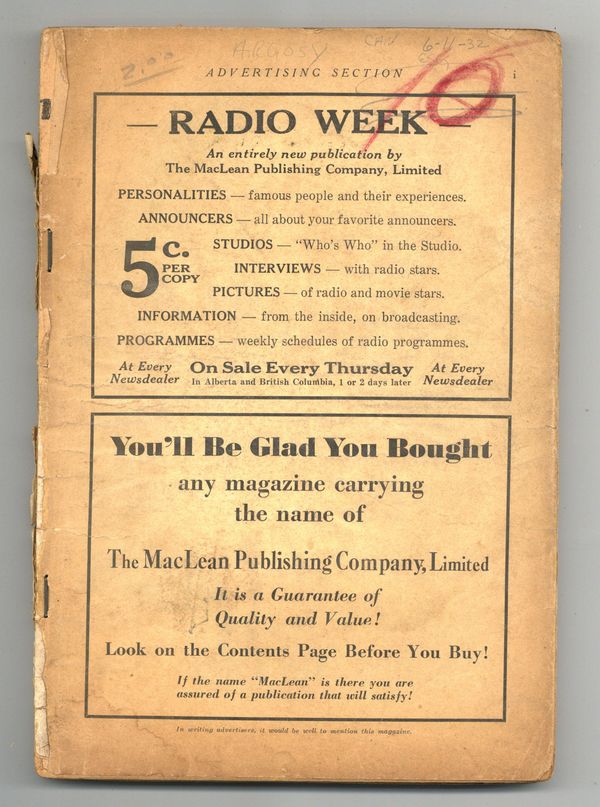 2.00
ARGOSY
CAN
6-11-32
ADVERTISING SECTION i
— RADIO WEEK —
An entirely new publication by
The MacLean Publishing Company, Limited
PERSONALITIES — famous people and their experiences.
ANNOUNCERS — all about your favorite announcers.
5c. PER COPY
STUDIOS — "Who's Who" in the Studio.
INTERVIEWS — with radio stars.
PICTURES — of radio and movie stars.
INFORMATION — from the inside, on broadcasting.
PROGRAMMES — weekly schedules of radio programmes.
At Every Newsdealer
On Sale Every Thursday
In Alberta and British Columbia, 1 or 2 days later
At Every Newsdealer
You'll Be Glad You Bought
any magazine carrying
the name of
The MacLean Publishing Company, Limited
It is a Guarantee of
Quality and Value!
Look on the Contents Page Before You Buy!
If the name "MacLean" is there you are
assured of a publication that will satisfy!
In writing advertisers, it would be well to mention this magazine.